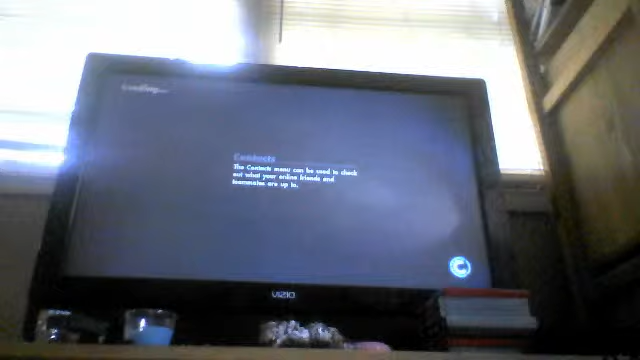 Loading...
Contacts
The Contacts menu can be used to check
out what your online friends and
teammates are up to.
VIZIO